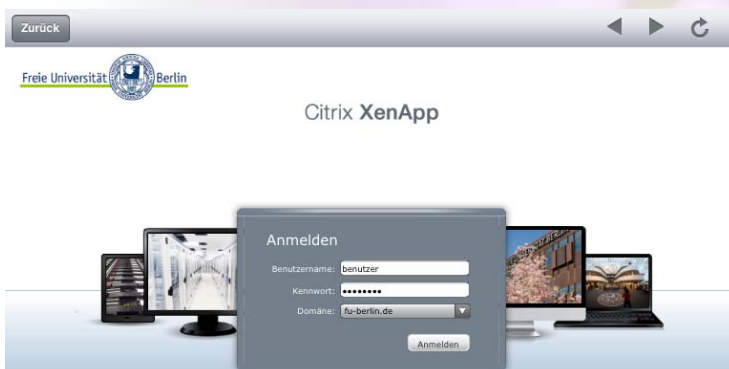 Zurück
Freie Universität Berlin
Citrix XenApp
Anmelden
Benutzername: benutzer
Kennwort: ••••••••
Domäne: fu-berlin.de
Anmelden